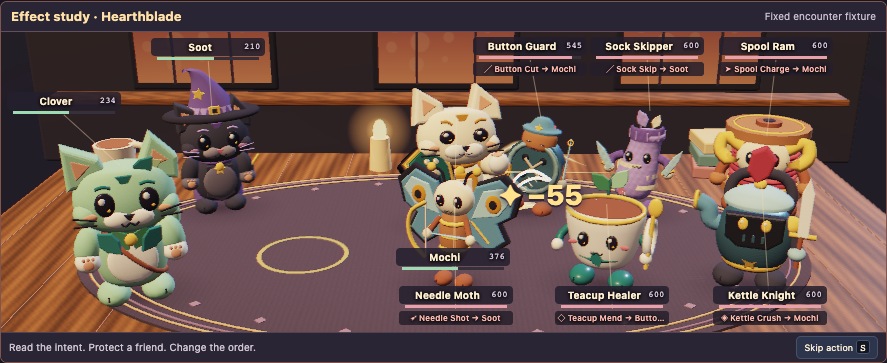 Effect study · Hearthblade
Fixed encounter fixture
Soot 210
Button Guard 545
Sock Skipper 600
Spool Ram 600
Button Cut → Mochi
Sock Skip → Soot
Spool Charge → Mochi
Clover 234
-55
Mochi 376
Needle Moth 600
Teacup Healer 600
Kettle Knight 600
Needle Shot → Soot
Teacup Mend → Butto...
Kettle Crush → Mochi
Read the intent. Protect a friend. Change the order.
Skip action S